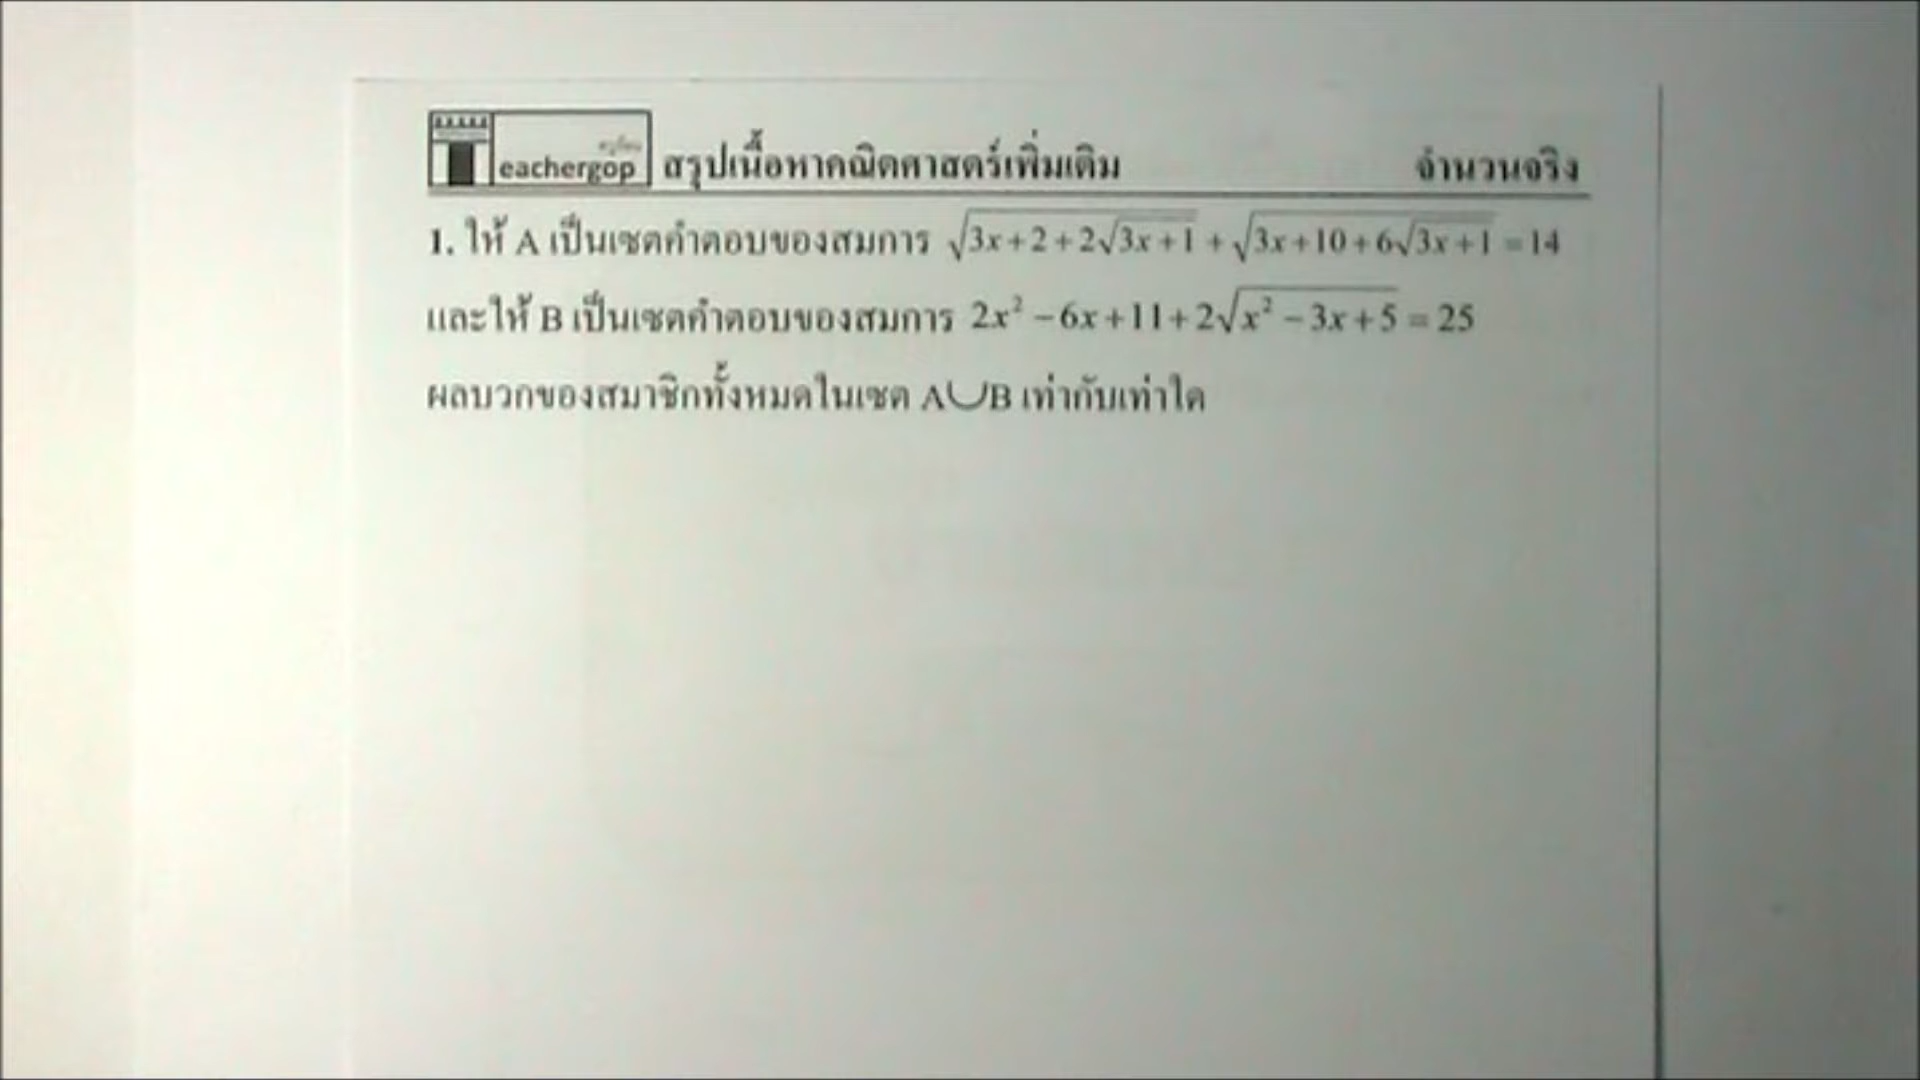 eachergop สรุปเนื้อหาคณิตศาสตร์เพิ่มเติม จำนวนจริง
1. ให้ A เป็นเซตคำตอบของสมการ √(3x+2+2√(3x+1)) + √(3x+10+6√(3x+1)) = 14
และให้ B เป็นเซตคำตอบของสมการ 2x² − 6x + 11 + 2√(x² − 3x + 5) = 25
ผลบวกของสมาชิกทั้งหมดในเซต A∪B เท่ากับเท่าใด